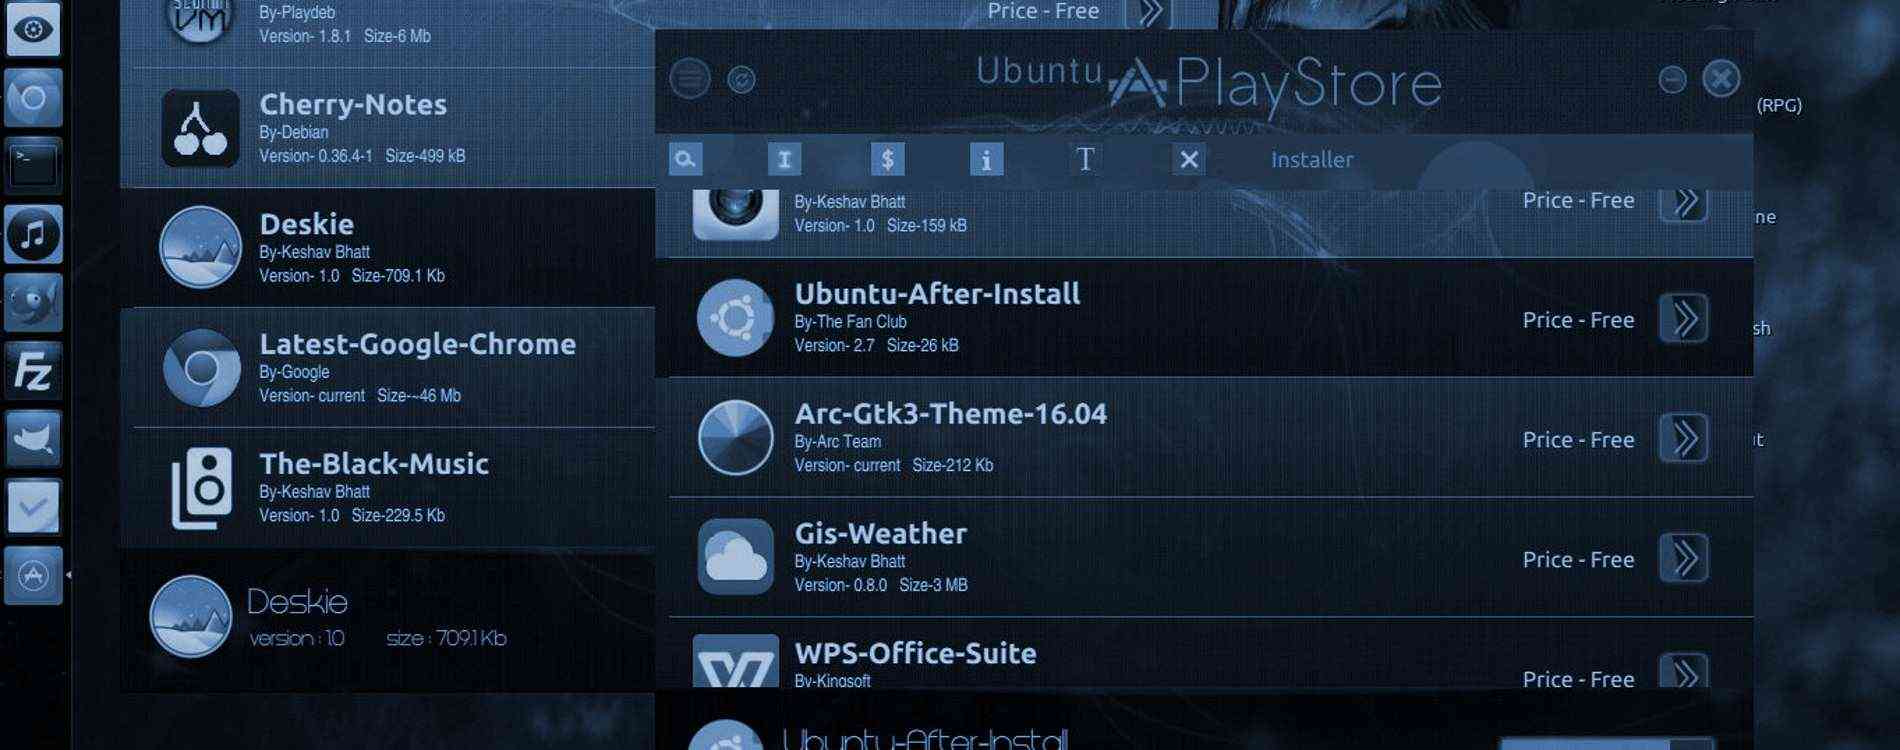 By-Playdeb
Version- 1.8.1 Size-6 Mb
Cherry-Notes
By-Debian
Version- 0.36.4-1 Size-499 kB
Deskie
By-Keshav Bhatt
Version- 1.0 Size-709.1 Kb
Latest-Google-Chrome
By-Google
Version- current Size-~46 Mb
The-Black-Music
By-Keshav Bhatt
Version- 1.0 Size-229.5 Kb
Deskie
version : 1.0 size : 709.1 Kb
Price - Free
Ubuntu PlayStore
Installer
By-Keshav Bhatt
Version- 1.0 Size-159 kB
Price - Free
Ubuntu-After-Install
By-The Fan Club
Version- 2.7 Size-26 kB
Price - Free
Arc-Gtk3-Theme-16.04
By-Arc Team
Version- current Size-212 Kb
Price - Free
Gis-Weather
By-Keshav Bhatt
Version- 0.8.0 Size-3 MB
Price - Free
WPS-Office-Suite
By-Kingsoft
Price - Free
Ubuntu-After-Install
(RPG)